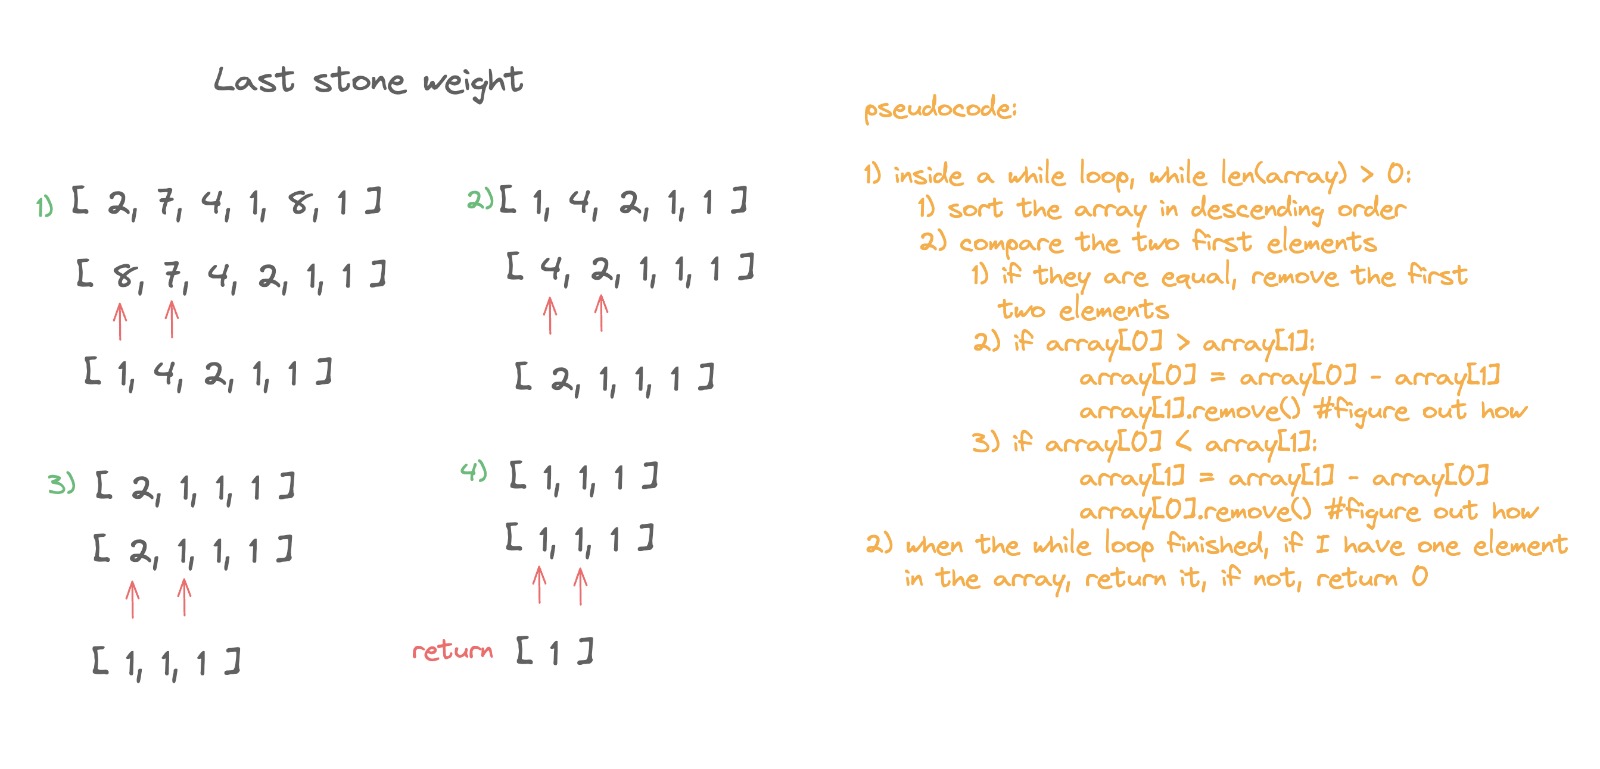 Last stone weight
1) [ 2, 7, 4, 1, 8, 1 ]
[ 8, 7, 4, 2, 1, 1 ]
[ 1, 4, 2, 1, 1 ]
2) [ 1, 4, 2, 1, 1 ]
[ 4, 2, 1, 1, 1 ]
[ 2, 1, 1, 1 ]
3) [ 2, 1, 1, 1 ]
[ 2, 1, 1, 1 ]
[ 1, 1, 1 ]
4) [ 1, 1, 1 ]
[ 1, 1, 1 ]
return [ 1 ]
pseudocode:
1) inside a while loop, while len(array) > 0:
1) sort the array in descending order
2) compare the two first elements
1) if they are equal, remove the first
two elements
2) if array[0] > array[1]:
array[0] = array[0] - array[1]
array[1].remove() #figure out how
3) if array[0] < array[1]:
array[1] = array[1] - array[0]
array[0].remove() #figure out how
2) when the while loop finished, if I have one element
in the array, return it, if not, return 0